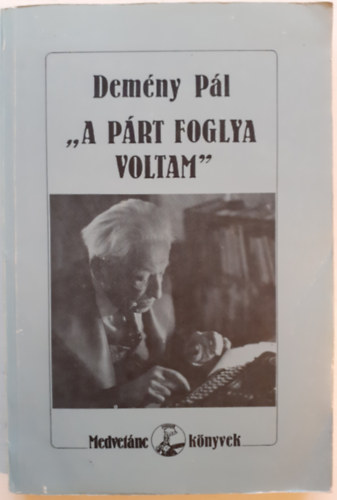 Demény Pál
„A PÁRT FOGLYA
VOLTAM”
Medvetánc könyvek